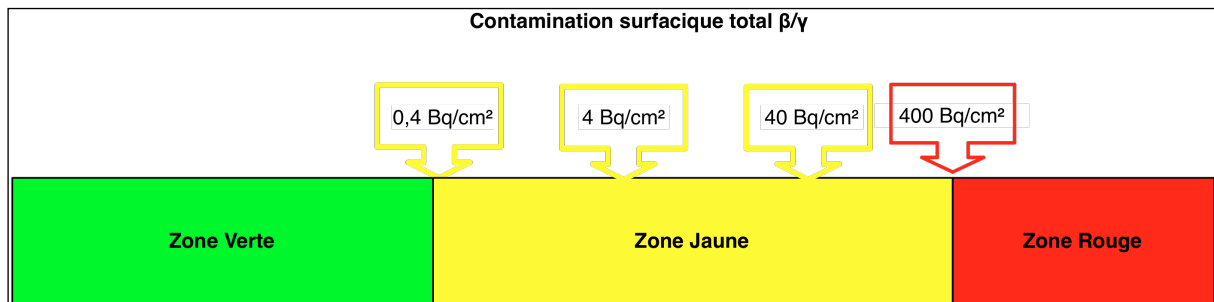 Contamination surfacique total β/γ
0,4 Bq/cm²
4 Bq/cm²
40 Bq/cm²
400 Bq/cm²
Zone Verte
Zone Jaune
Zone Rouge